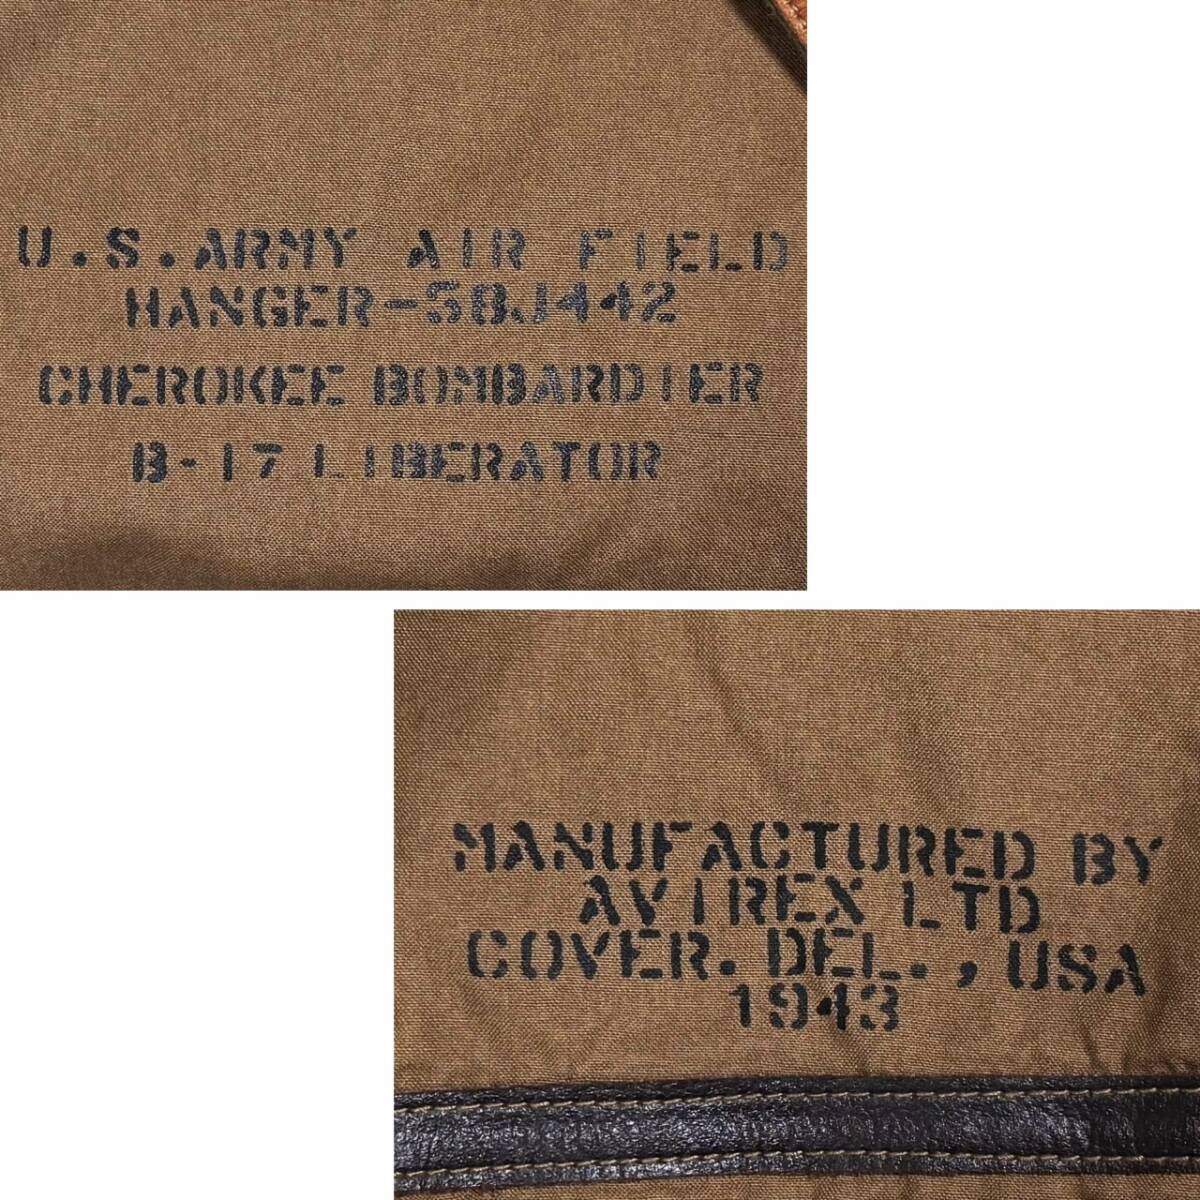 U.S.ARMY AIR FIELD
HANGER-58J442
CHEROKEE BOMBARDIER
B-17 LIBERATOR
MANUFACTURED BY
AVIREX LTD
COVER. DEL., USA
1943